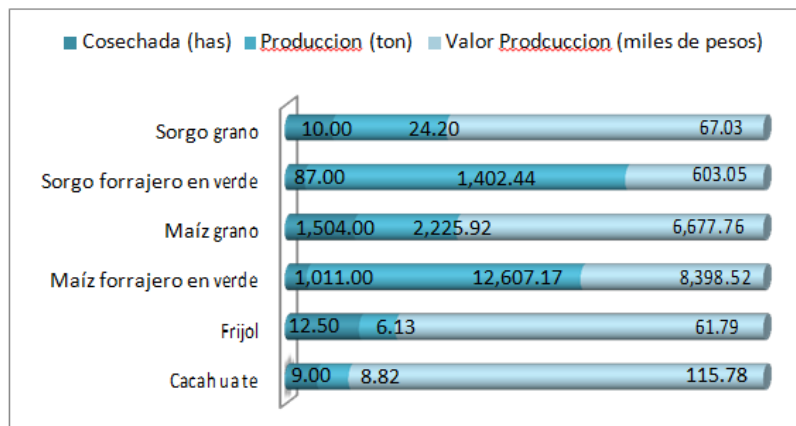 Cosechada (has) Produccion (ton) Valor Prodcuccion (miles de pesos)
Sorgo grano 10.00 24.20 67.03
Sorgo forrajero en verde 87.00 1,402.44 603.05
Maíz grano 1,504.00 2,225.92 6,677.76
Maíz forrajero en verde 1,011.00 12,607.17 8,398.52
Frijol 12.50 6.13 61.79
Cacahuate 9.00 8.82 115.78